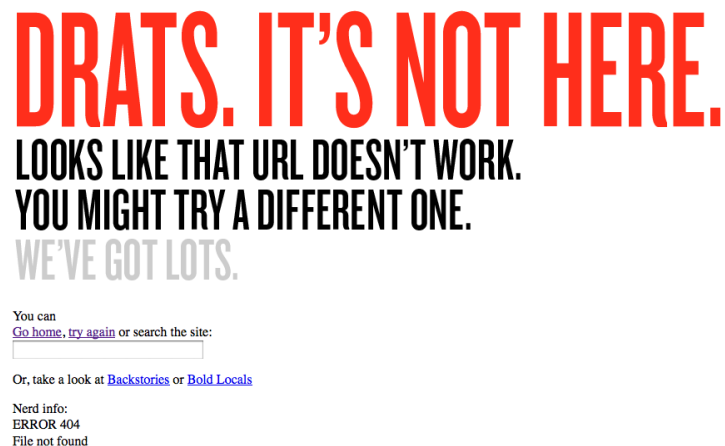 DRATS. IT'S NOT HERE.
LOOKS LIKE THAT URL DOESN'T WORK.
YOU MIGHT TRY A DIFFERENT ONE.
WE'VE GOT LOTS.
You can
Go home, try again or search the site:
Or, take a look at Backstories or Bold Locals
Nerd info:
ERROR 404
File not found